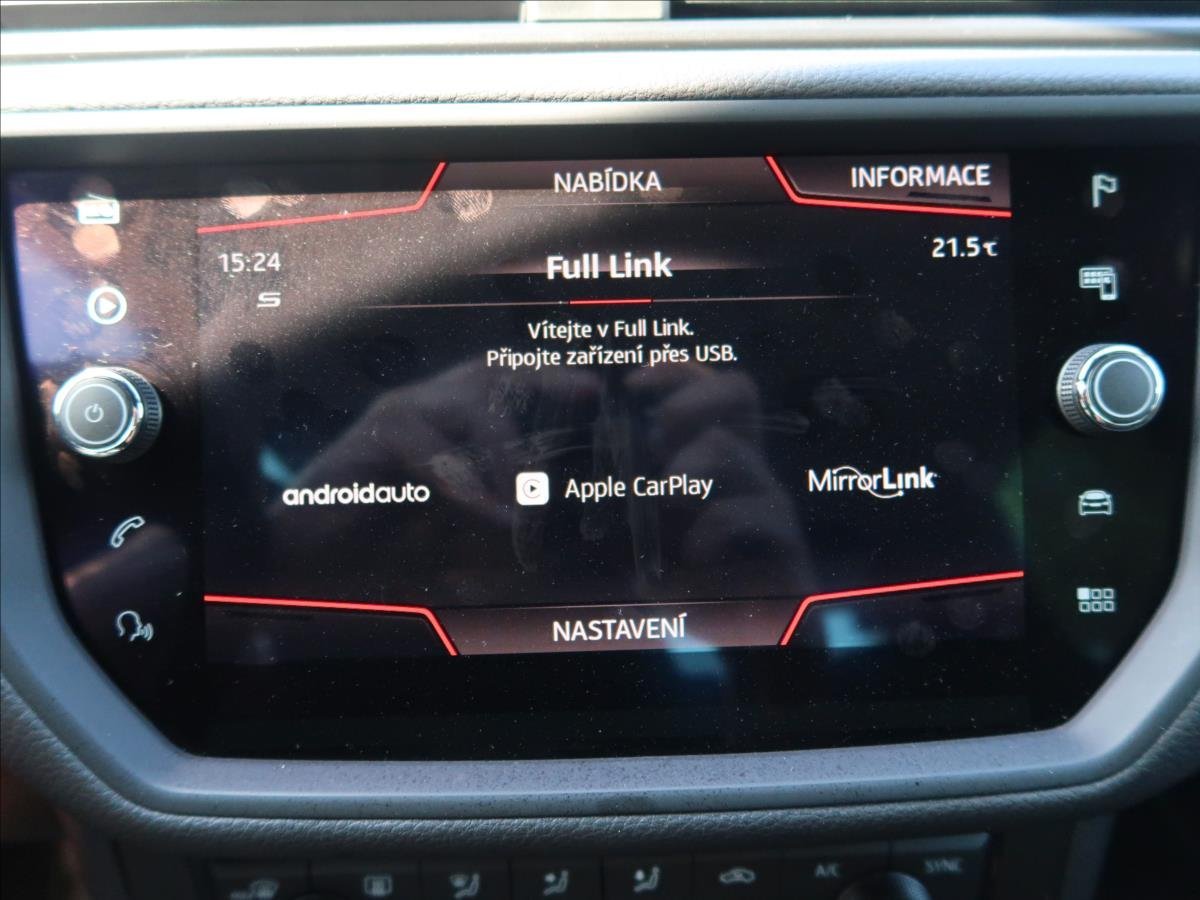 NABÍDKA
INFORMACE
15:24
21.5℃
Full Link
Vítejte v Full Link.
Připojte zařízení přes USB.
androidauto
Apple CarPlay
MirrorLink
NASTAVENÍ
A/C
SYNC